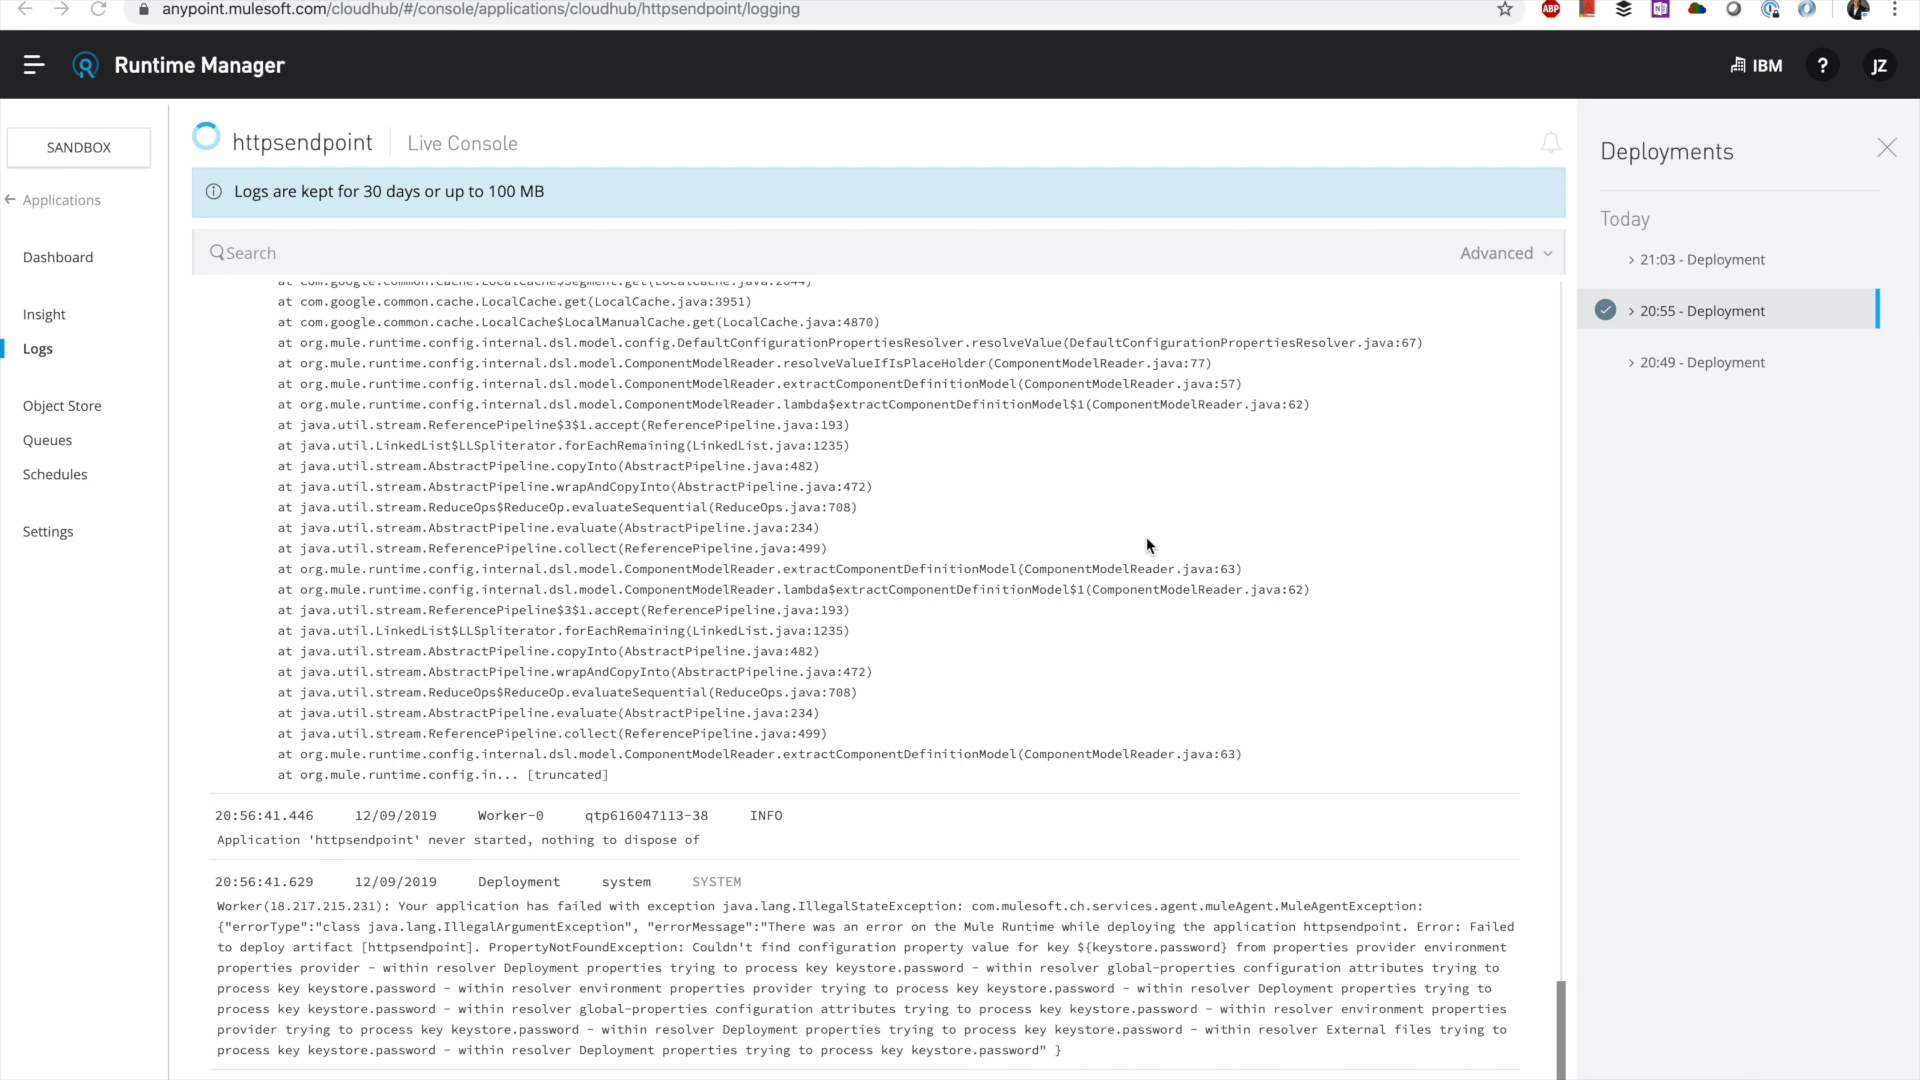 anypoint.mulesoft.com/cloudhub/#/console/applications/cloudhub/httpsendpoint/logging
ABP
Runtime Manager
IBM
?
JZ
SANDBOX
Applications
Dashboard
Insight
Logs
Object Store
Queues
Schedules
Settings
httpsendpoint
Live Console
Logs are kept for 30 days or up to 100 MB
Search
Advanced
at com.google.common.cache.LocalCache$Segment.get(LocalCache.java:2044)
at com.google.common.cache.LocalCache.get(LocalCache.java:3951)
at com.google.common.cache.LocalCache$LocalManualCache.get(LocalCache.java:4870)
at org.mule.runtime.config.internal.dsl.model.config.DefaultConfigurationPropertiesResolver.resolveValue(DefaultConfigurationPropertiesResolver.java:67)
at org.mule.runtime.config.internal.dsl.model.ComponentModelReader.resolveValueIfIsPlaceHolder(ComponentModelReader.java:77)
at org.mule.runtime.config.internal.dsl.model.ComponentModelReader.extractComponentDefinitionModel(ComponentModelReader.java:57)
at org.mule.runtime.config.internal.dsl.model.ComponentModelReader.lambda$extractComponentDefinitionModel$1(ComponentModelReader.java:62)
at java.util.stream.ReferencePipeline$3$1.accept(ReferencePipeline.java:193)
at java.util.LinkedList$LLSpliterator.forEachRemaining(LinkedList.java:1235)
at java.util.stream.AbstractPipeline.copyInto(AbstractPipeline.java:482)
at java.util.stream.AbstractPipeline.wrapAndCopyInto(AbstractPipeline.java:472)
at java.util.stream.ReduceOps$ReduceOp.evaluateSequential(ReduceOps.java:708)
at java.util.stream.AbstractPipeline.evaluate(AbstractPipeline.java:234)
at java.util.stream.ReferencePipeline.collect(ReferencePipeline.java:499)
at org.mule.runtime.config.internal.dsl.model.ComponentModelReader.extractComponentDefinitionModel(ComponentModelReader.java:63)
at org.mule.runtime.config.internal.dsl.model.ComponentModelReader.lambda$extractComponentDefinitionModel$1(ComponentModelReader.java:62)
at java.util.stream.ReferencePipeline$3$1.accept(ReferencePipeline.java:193)
at java.util.LinkedList$LLSpliterator.forEachRemaining(LinkedList.java:1235)
at java.util.stream.AbstractPipeline.copyInto(AbstractPipeline.java:482)
at java.util.stream.AbstractPipeline.wrapAndCopyInto(AbstractPipeline.java:472)
at java.util.stream.ReduceOps$ReduceOp.evaluateSequential(ReduceOps.java:708)
at java.util.stream.AbstractPipeline.evaluate(AbstractPipeline.java:234)
at java.util.stream.ReferencePipeline.collect(ReferencePipeline.java:499)
at org.mule.runtime.config.internal.dsl.model.ComponentModelReader.extractComponentDefinitionModel(ComponentModelReader.java:63)
at org.mule.runtime.config.in... [truncated]
20:56:41.446 12/09/2019 Worker-0 qtp616047113-38 INFO
Application 'httpsendpoint' never started, nothing to dispose of
20:56:41.629 12/09/2019 Deployment system SYSTEM
Worker(18.217.215.231): Your application has failed with exception java.lang.IllegalStateException: com.mulesoft.ch.services.agent.muleAgent.MuleAgentException:
{"errorType":"class java.lang.IllegalArgumentException", "errorMessage":"There was an error on the Mule Runtime while deploying the application httpsendpoint. Error: Failed
to deploy artifact [httpsendpoint]. PropertyNotFoundException: Couldn't find configuration property value for key ${keystore.password} from properties provider environment
properties provider - within resolver Deployment properties trying to process key keystore.password - within resolver global-properties configuration attributes trying to
process key keystore.password - within resolver environment properties provider trying to process key keystore.password - within resolver Deployment properties trying to
process key keystore.password - within resolver global-properties configuration attributes trying to process key keystore.password - within resolver environment properties
provider trying to process key keystore.password - within resolver Deployment properties trying to process key keystore.password - within resolver External files trying to
process key keystore.password - within resolver Deployment properties trying to process key keystore.password" }
Deployments
Today
21:03 - Deployment
20:55 - Deployment
20:49 - Deployment